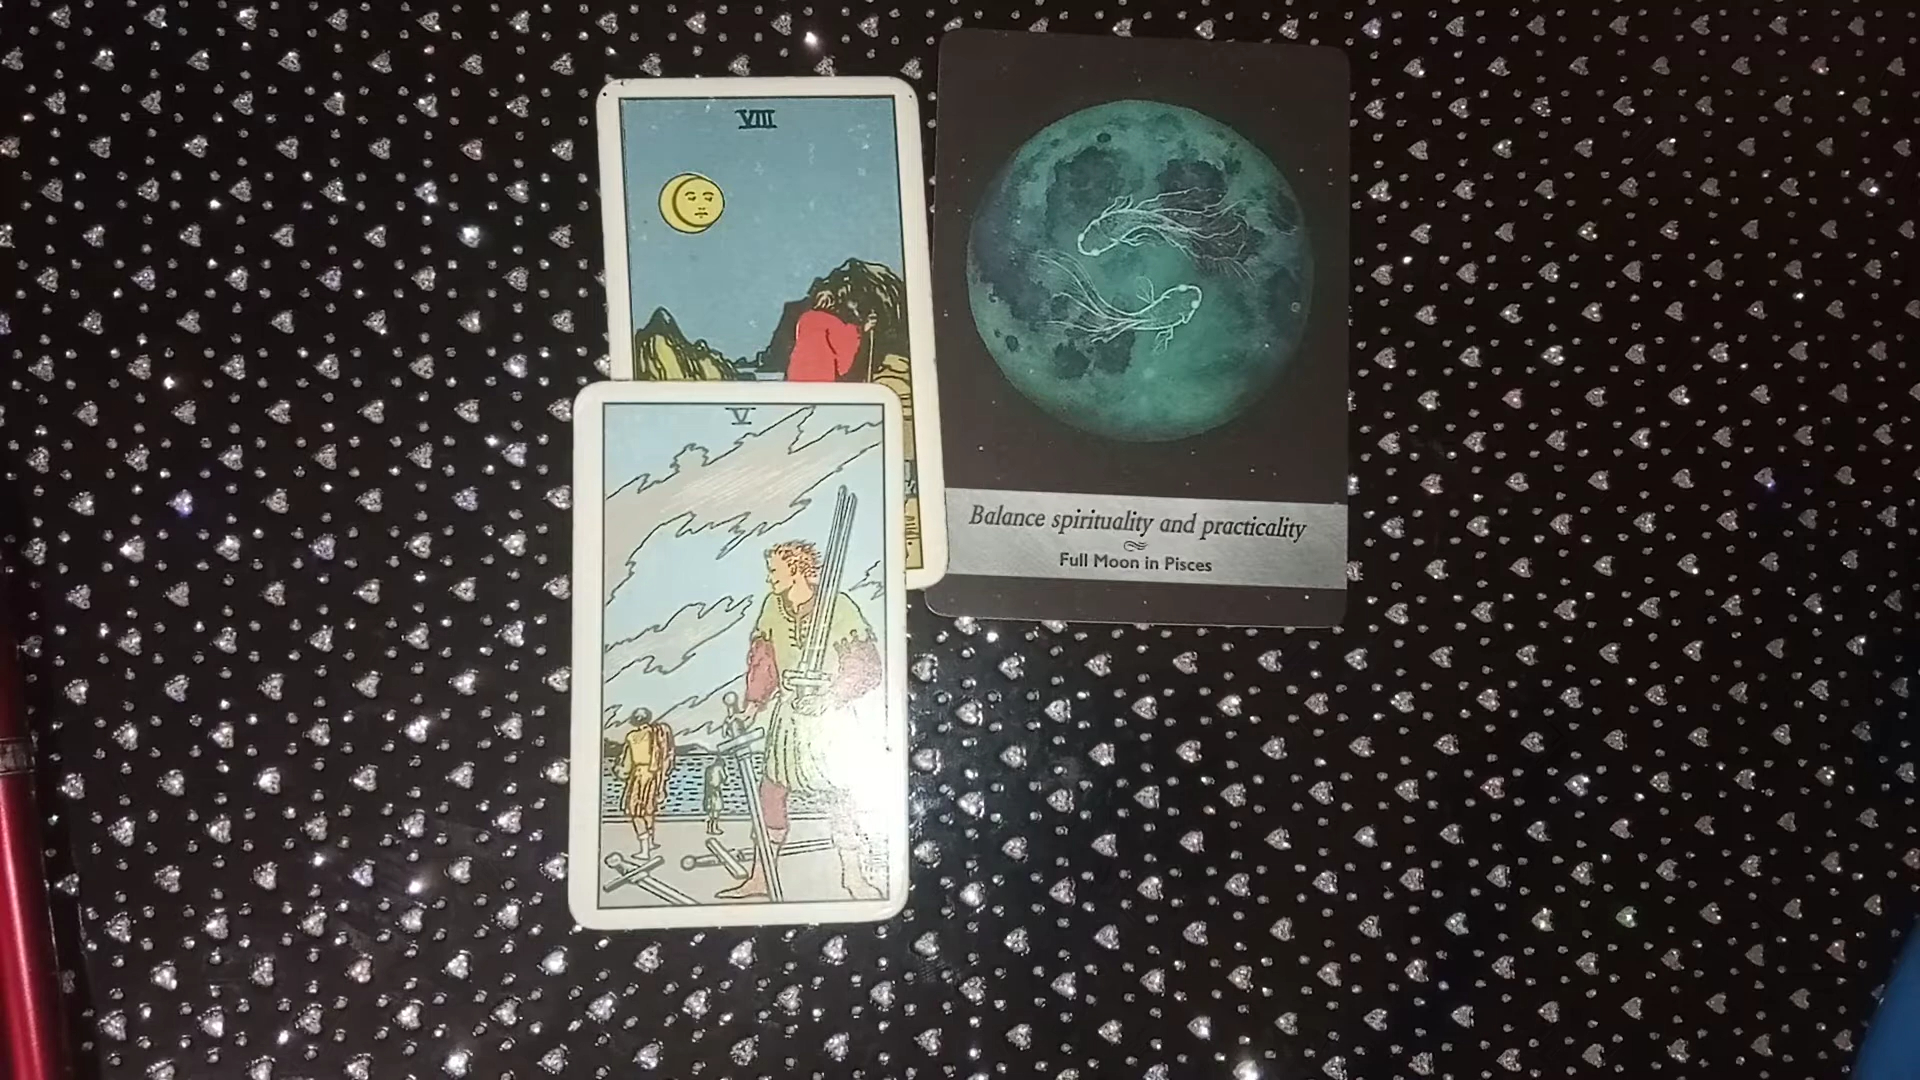 VIII
V
Balance spirituality and practicality
Full Moon in Pisces